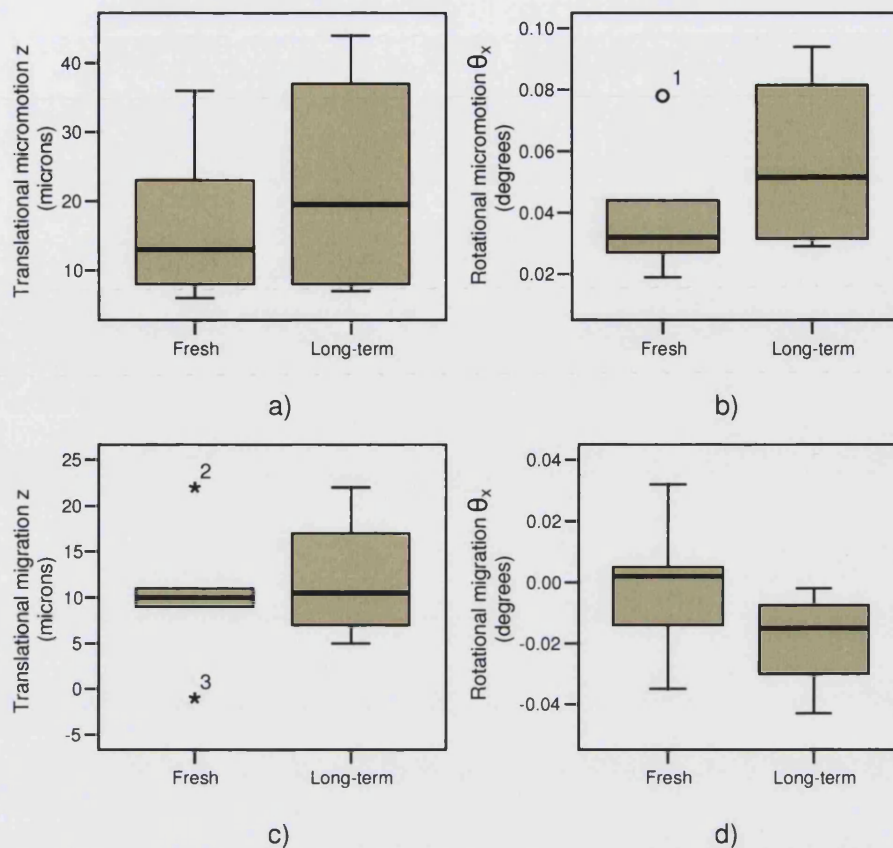 Translational micromotion z
(microns)
40
30
20
10
Fresh
Long-term
a)
Rotational micromotion θx
(degrees)
0.10
0.08
0.06
0.04
0.02
1
Fresh
Long-term
b)
Translational migration z
(microns)
25
20
15
10
5
0
-5
2
3
Fresh
Long-term
c)
Rotational migration θx
(degrees)
0.04
0.02
0.00
-0.02
-0.04
Fresh
Long-term
d)